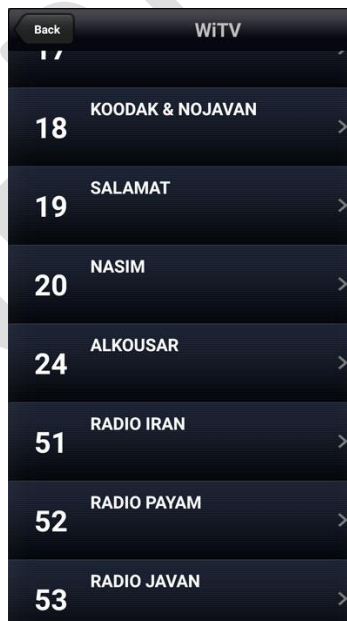 Back
WiTV
17
18
KOODAK & NOJAVAN
19
SALAMAT
20
NASIM
24
ALKOUSAR
51
RADIO IRAN
52
RADIO PAYAM
53
RADIO JAVAN